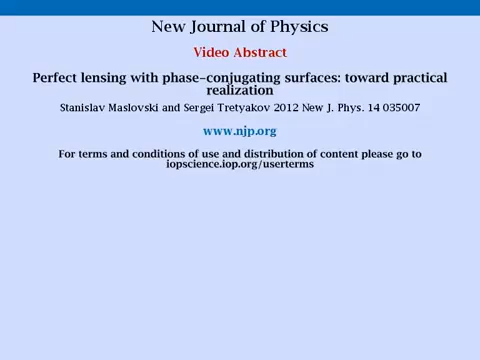 New Journal of Physics
Video Abstract
Perfect lensing with phase-conjugating surfaces: toward practical
realization
Stanislav Maslovski and Sergei Tretyakov 2012 New J. Phys. 14 035007
www.njp.org
For terms and conditions of use and distribution of content please go to
iopscience.iop.org/userterms